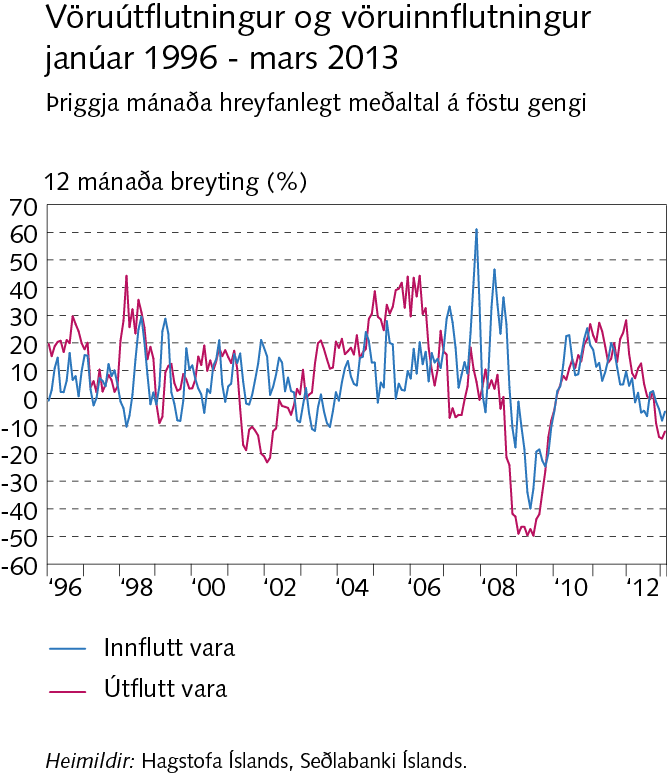 Vöruútflutningur og vöruinnflutningur
janúar 1996 - mars 2013
Þriggja mánaða hreyfanlegt meðaltal á föstu gengi
12 mánaða breyting (%)
70
60
50
40
30
20
10
0
-10
-20
-30
-40
-50
-60
‘96 ‘98 ‘00 ‘02 ‘04 ‘06 ‘08 ‘10 ‘12
Innflutt vara
Útflutt vara
Heimildir: Hagstofa Íslands, Seðlabanki Íslands.